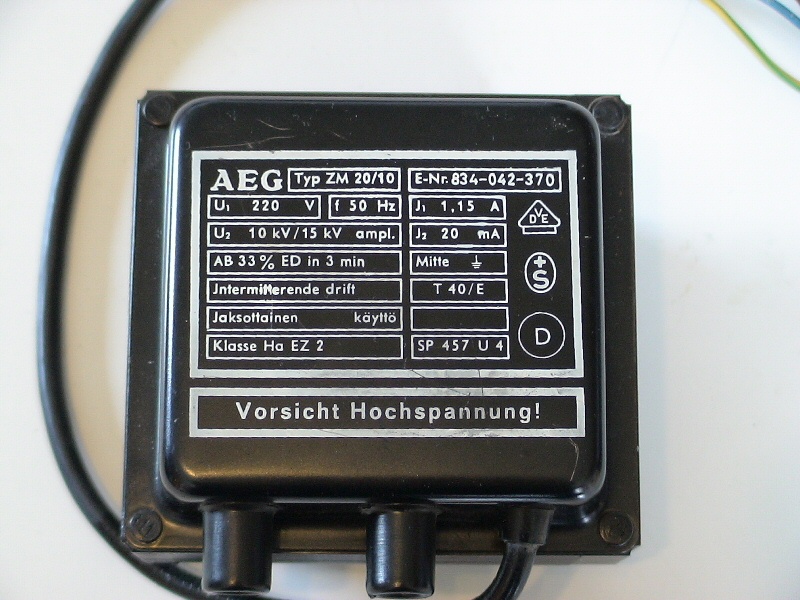 AEG Typ ZM 20/10 E-Nr. 834-042-370
U₁ 220 V f 50 Hz J₁ 1,15 A
U₂ 10 kV/15 kV ampl. J₂ 20 mA
AB 33% ED in 3 min Mitte ⏚
Jntermitterende drift T 40/E
Jaksottainen käyttö
Klasse Ha EZ 2 SP 457 U 4
VDE
+S
D
Vorsicht Hochspannung!